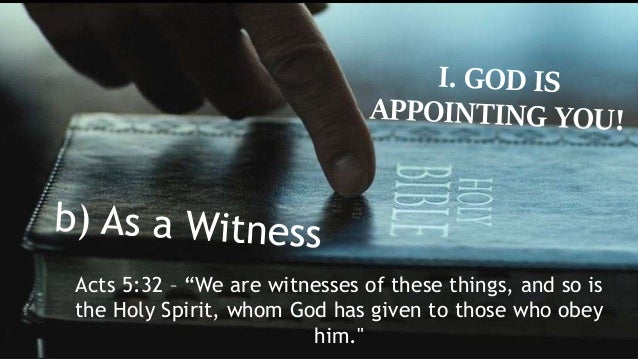 I. GOD IS
APPOINTING YOU!
HOLY
BIBLE
b) As a Witness
Acts 5:32 – “We are witnesses of these things, and so is
the Holy Spirit, whom God has given to those who obey
him."